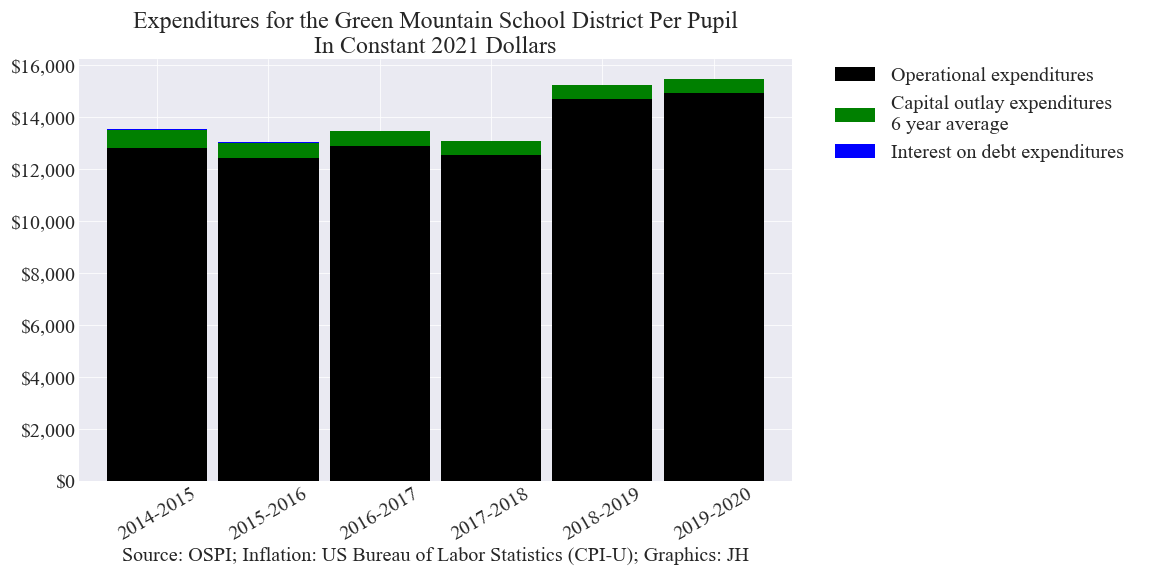 Expenditures for the Green Mountain School District Per Pupil
In Constant 2021 Dollars
$16,000
$14,000
$12,000
$10,000
$8,000
$6,000
$4,000
$2,000
$0
2014-2015
2015-2016
2016-2017
2017-2018
2018-2019
2019-2020
Source: OSPI; Inflation: US Bureau of Labor Statistics (CPI-U); Graphics: JH
Operational expenditures
Capital outlay expenditures
6 year average
Interest on debt expenditures